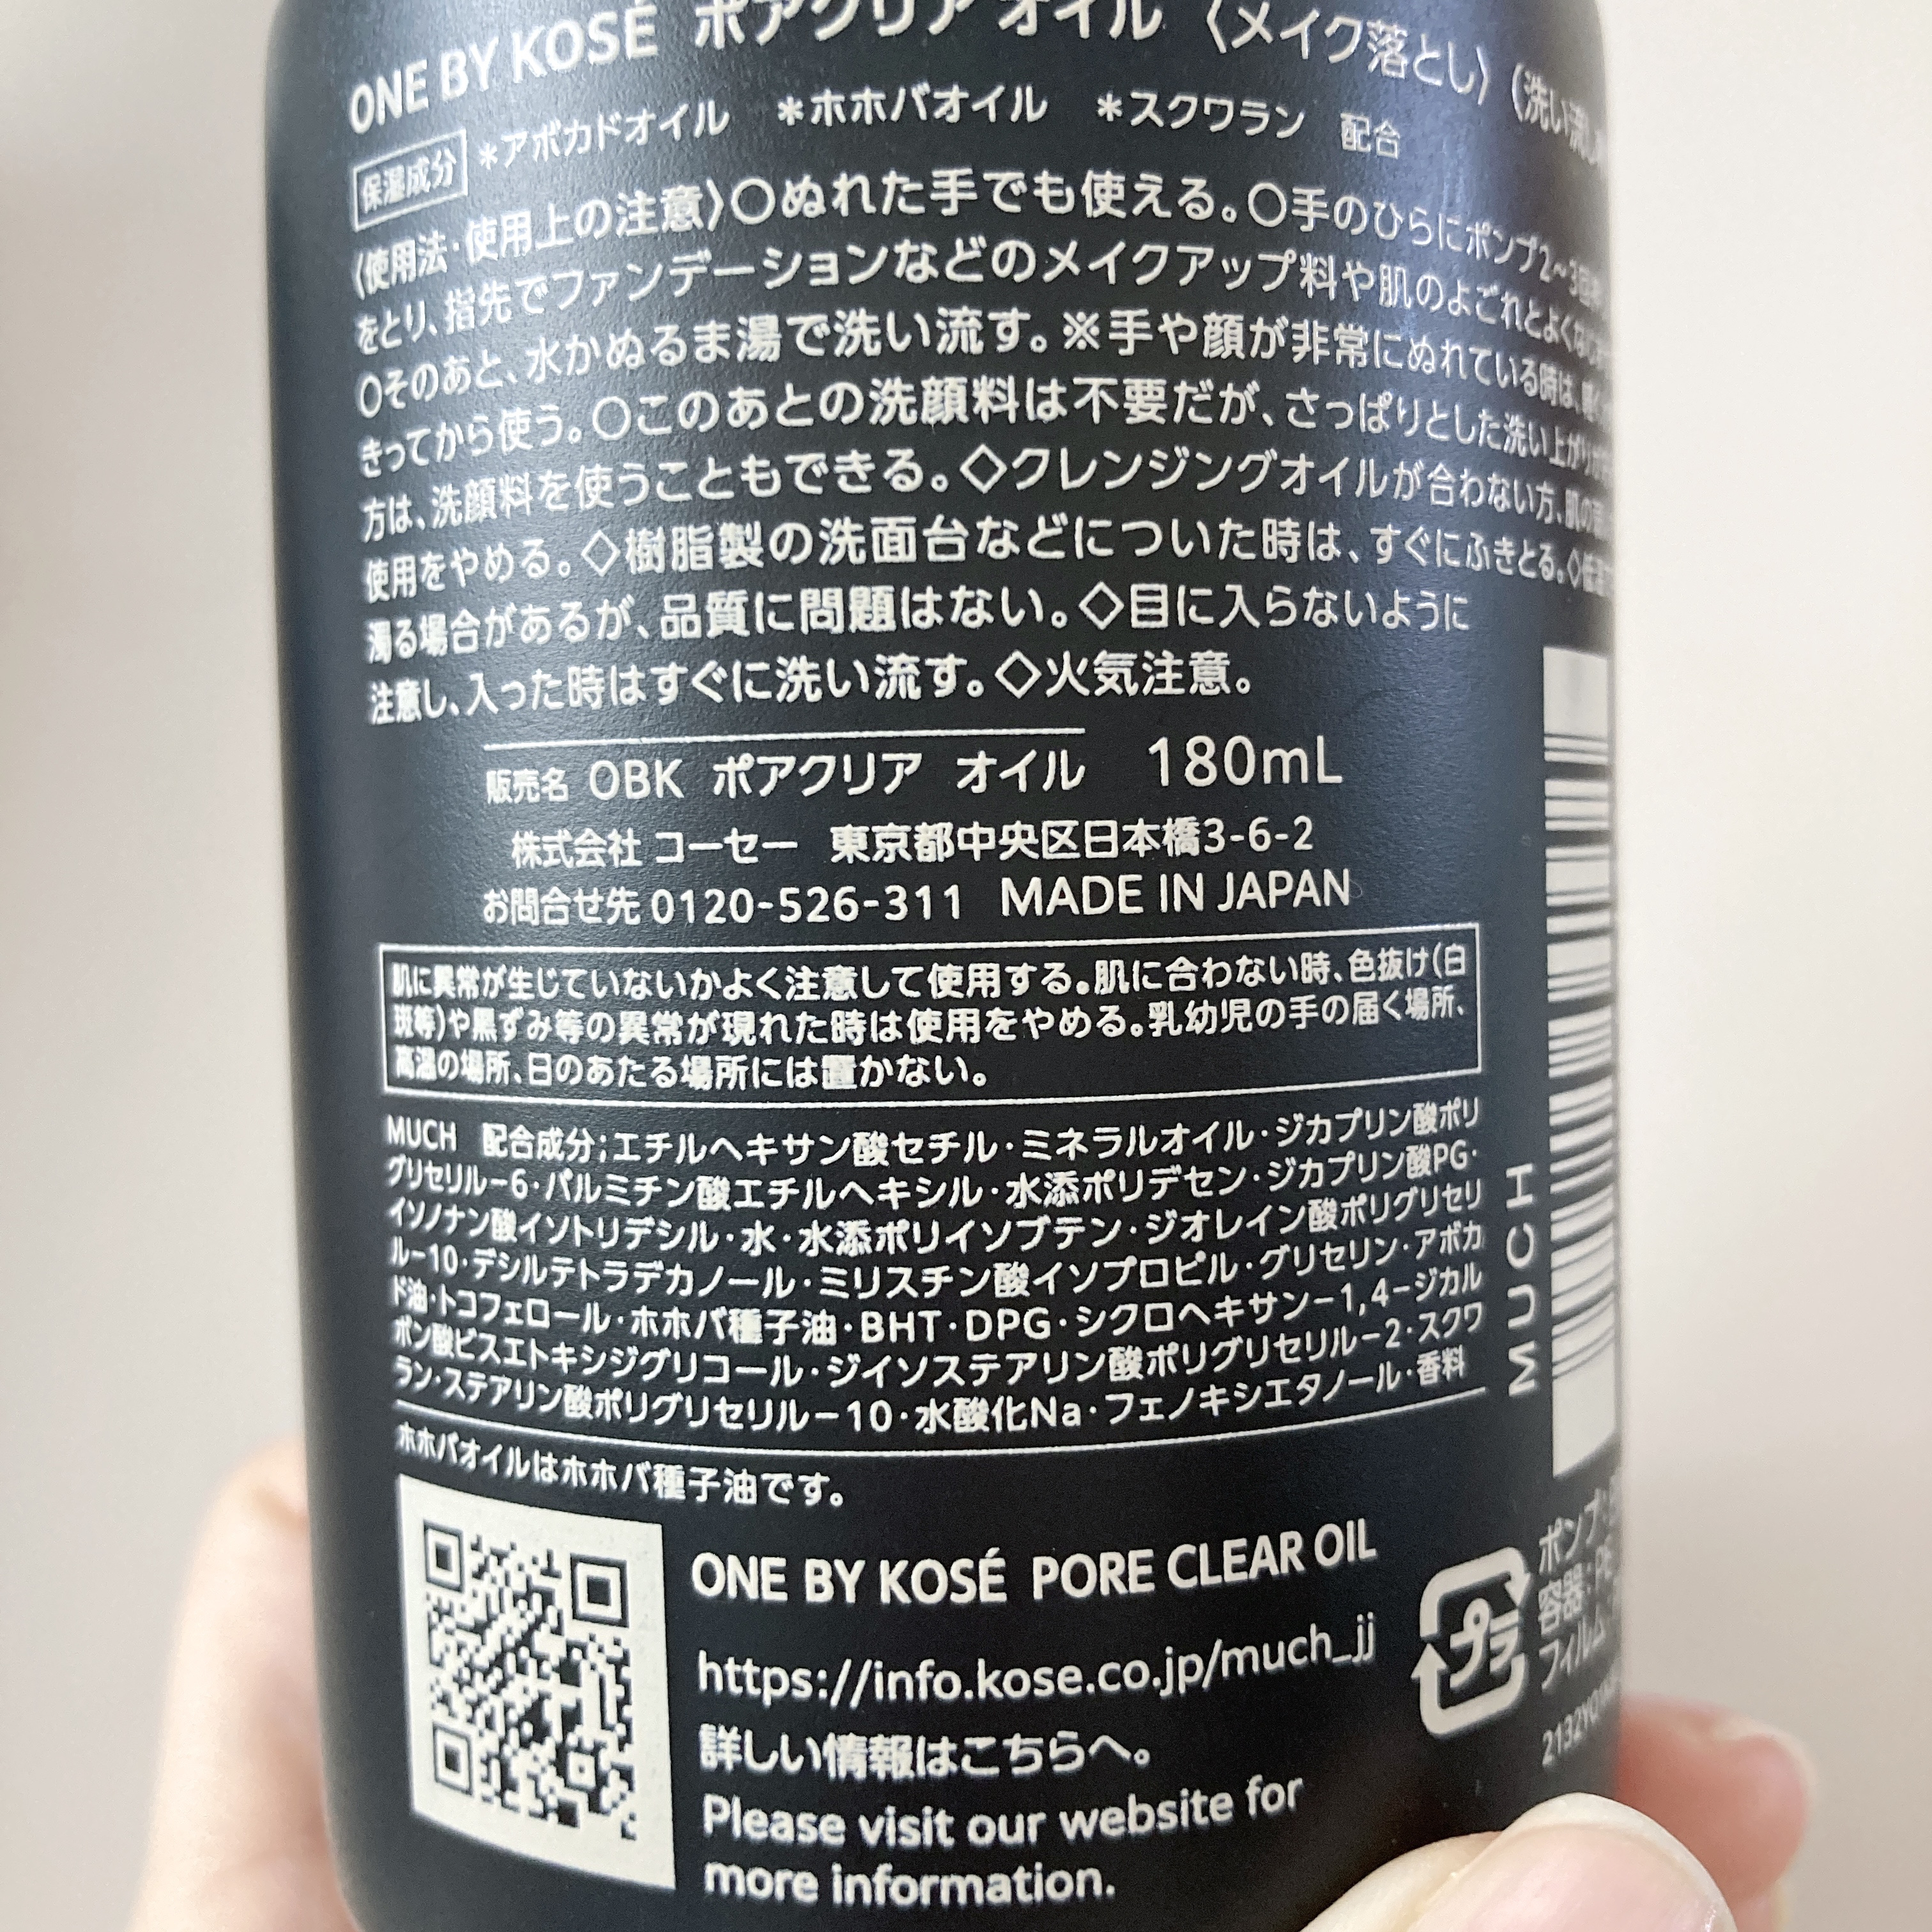 ONE BY KOSÉ ポアクリア オイル 〈メイク落とし〉（洗い流し
保湿成分 *アボカドオイル *ホホバオイル *スクワラン 配合
〈使用法・使用上の注意〉○ぬれた手でも使える。○手のひらにポンプ2~3回
をとり、指先でファンデーションなどのメイクアップ料や肌のよごれとよくなじ
○そのあと、水かぬるま湯で洗い流す。※手や顔が非常にぬれている時は、軽く
きってから使う。○このあとの洗顔料は不要だが、さっぱりとした洗い上がり
方は、洗顔料を使うこともできる。◇クレンジングオイルが合わない方、肌の
使用をやめる。◇樹脂製の洗面台などについた時は、すぐにふきとる。◇低温
濁る場合があるが、品質に問題はない。◇目に入らないように
注意し、入った時はすぐに洗い流す。◇火気注意。
販売名 OBK ポアクリア オイル 180mL
株式会社 コーセー 東京都中央区日本橋3-6-2
お問合せ先 0120-526-311 MADE IN JAPAN
肌に異常が生じていないかよく注意して使用する。肌に合わない時、色抜け（白
斑等）や黒ずみ等の異常が現れた時は使用をやめる。乳幼児の手の届く場所、
高温の場所、日のあたる場所には置かない。
MUCH 配合成分；エチルヘキサン酸セチル・ミネラルオイル・ジカプリン酸ポリ
グリセリル－6・パルミチン酸エチルヘキシル・水添ポリデセン・ジカプリン酸PG・
イソノナン酸イソトリデシル・水・水添ポリイソブテン・ジオレイン酸ポリグリセリ
ル－10・デシルテトラデカノール・ミリスチン酸イソプロピル・グリセリン・アボカ
ド油・トコフェロール・ホホバ種子油・BHT・DPG・シクロヘキサン－1,4－ジカル
ボン酸ビスエトキシジグリコール・ジイソステアリン酸ポリグリセリル－2・スクワ
ラン・ステアリン酸ポリグリセリル－10・水酸化Na・フェノキシエタノール・香料
ホホバオイルはホホバ種子油です。
MUCH
ONE BY KOSÉ PORE CLEAR OIL
https://info.kose.co.jp/much_jj
詳しい情報はこちらへ。
Please visit our website for
more information.
プラ
ポンプ：
容器：PE
フィルム：